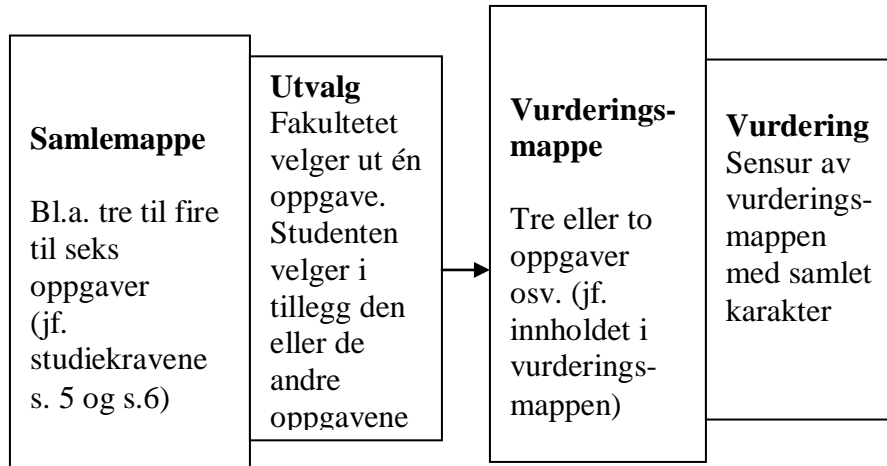 Samlemappe
Bl.a. tre til fire
til seks
oppgaver
(jf.
studiekravene
s. 5 og s.6)
Utvalg
Fakultetet
velger ut én
oppgave.
Studenten
velger i
tillegg den
eller de
andre
oppgavene
Vurderings-
mappe
Tre eller to
oppgaver
osv. (jf.
innholdet i
vurderings-
mappen)
Vurdering
Sensur av
vurderings-
mappen
med samlet
karakter